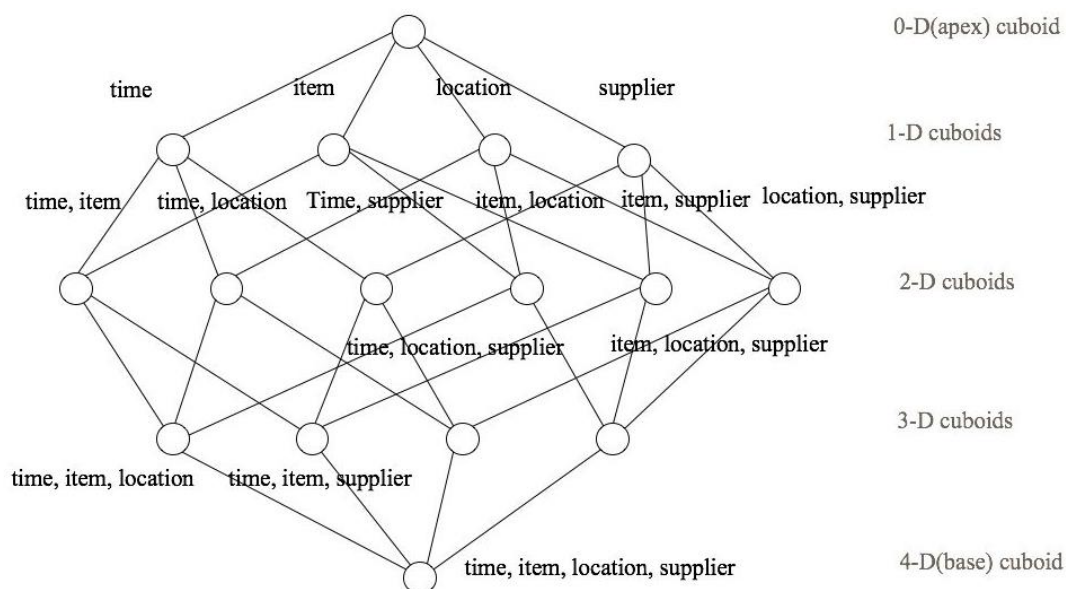 0-D(apex) cuboid
time
item
location
supplier
1-D cuboids
time, item
time, location
Time, supplier
item, location
item, supplier
location, supplier
2-D cuboids
time, location, supplier
item, location, supplier
3-D cuboids
time, item, location
time, item, supplier
time, item, location, supplier
4-D(base) cuboid